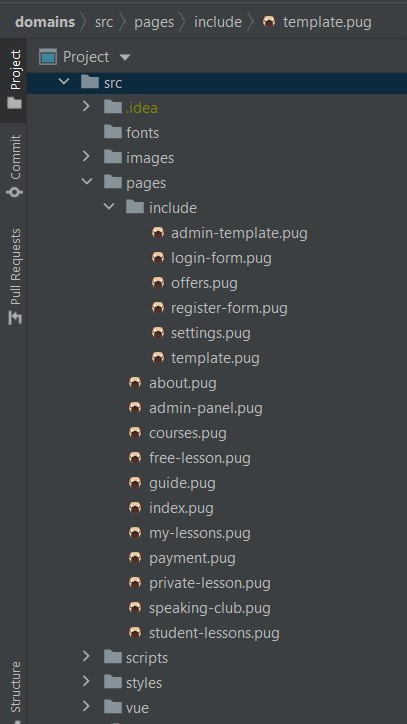 domains > src > pages > include > template.pug
Project
Project
src
.idea
fonts
images
pages
include
admin-template.pug
login-form.pug
offers.pug
register-form.pug
settings.pug
template.pug
about.pug
admin-panel.pug
courses.pug
free-lesson.pug
guide.pug
index.pug
my-lessons.pug
payment.pug
private-lesson.pug
speaking-club.pug
student-lessons.pug
scripts
styles
vue
Commit
Pull Requests
Structure